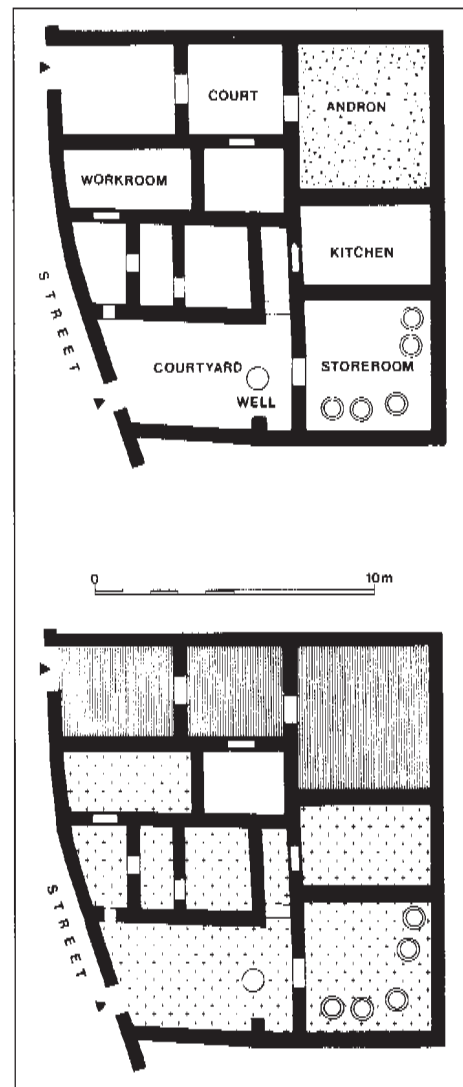 COURT
ANDRON
WORKROOM
KITCHEN
STREET
COURTYARD
STOREROOM
WELL
0 10m
STREET